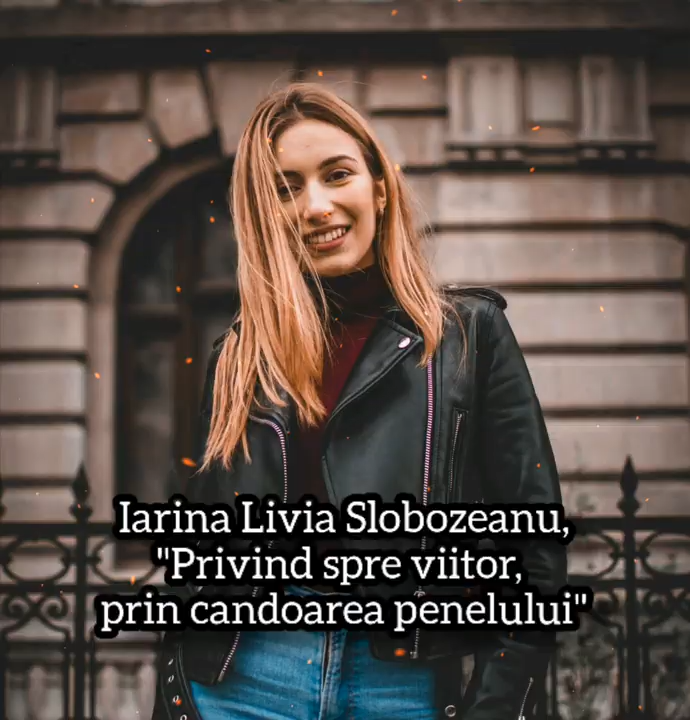 Iarina Livia Slobozeanu,
"Privind spre viitor,
prin candoarea penelului"